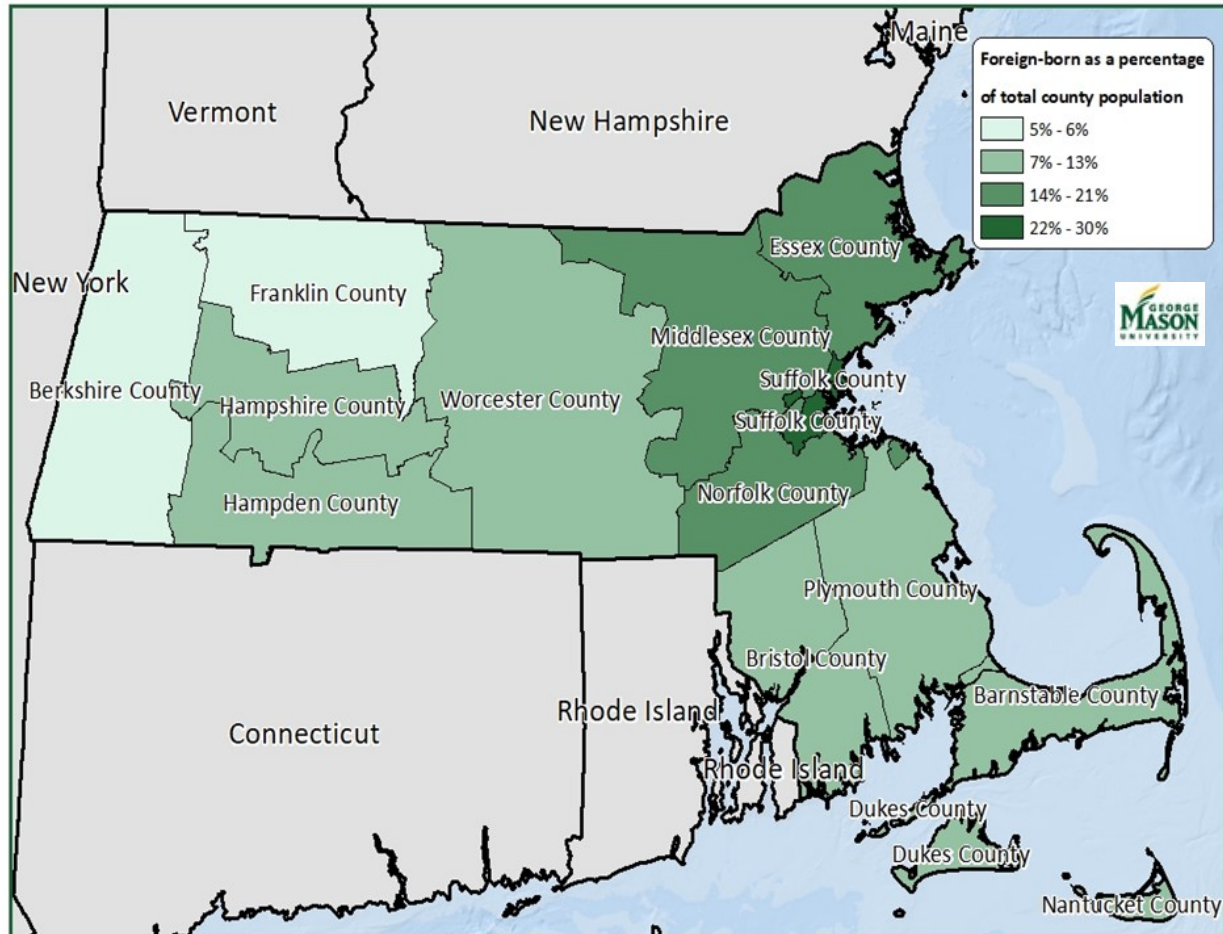 Maine
Foreign-born as a percentage
of total county population
5% - 6%
7% - 13%
14% - 21%
22% - 30%
Vermont
New Hampshire
Essex County
New York
Franklin County
GEORGE
MASON
UNIVERSITY
Middlesex County
Berkshire County
Suffolk County
Hampshire County
Worcester County
Suffolk County
Hampden County
Norfolk County
Plymouth County
Bristol County
Barnstable County
Rhode Island
Connecticut
Rhode Island
Dukes County
Dukes County
Nantucket County